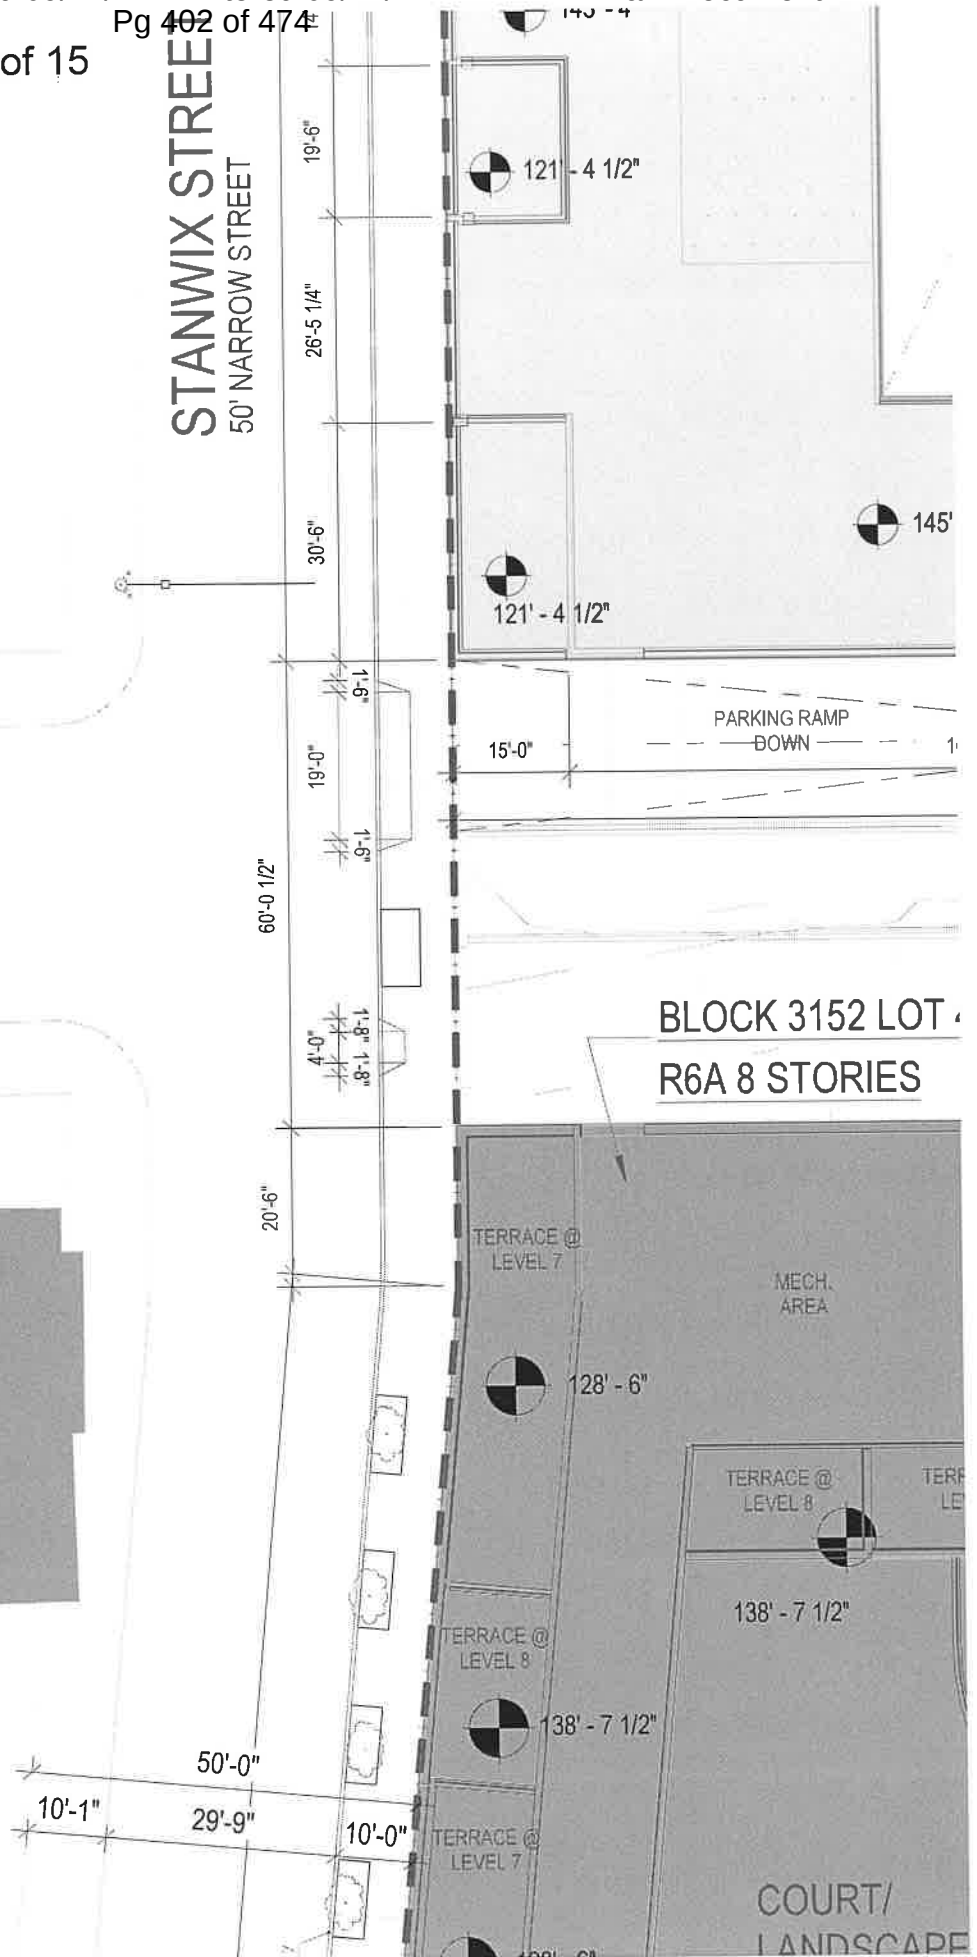 Pg 402 of 474
of 15
STANWIX STREET
50' NARROW STREET
19'-6"
121' - 4 1/2"
26'-5 1/4"
145'
30'-6"
121' - 4 1/2"
1'-6"
19'-0"
1'-6"
15'-0"
PARKING RAMP
DOWN
60'-0 1/2"
1'-8"
4'-0"
1'-8"
BLOCK 3152 LOT
R6A 8 STORIES
20'-6"
TERRACE @
LEVEL 7
MECH.
AREA
128' - 6"
TERRACE @
LEVEL 8
138' - 7 1/2"
TERRACE @
LEVEL 8
138' - 7 1/2"
50'-0"
10'-1"
29'-9"
10'-0"
TERRACE @
LEVEL 7
COURT/
LANDSCAPE